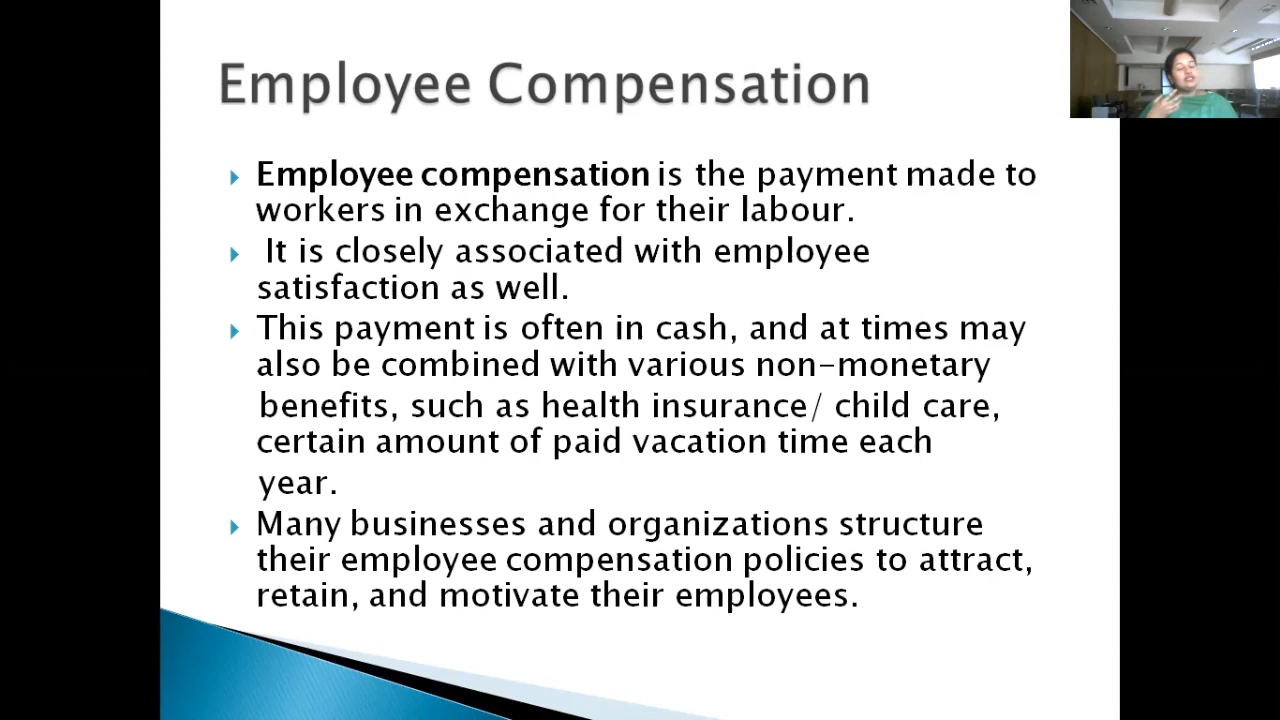 Employee Compensation
Employee compensation is the payment made to
workers in exchange for their labour.
It is closely associated with employee
satisfaction as well.
This payment is often in cash, and at times may
also be combined with various non-monetary
benefits, such as health insurance/ child care,
certain amount of paid vacation time each
year.
Many businesses and organizations structure
their employee compensation policies to attract,
retain, and motivate their employees.